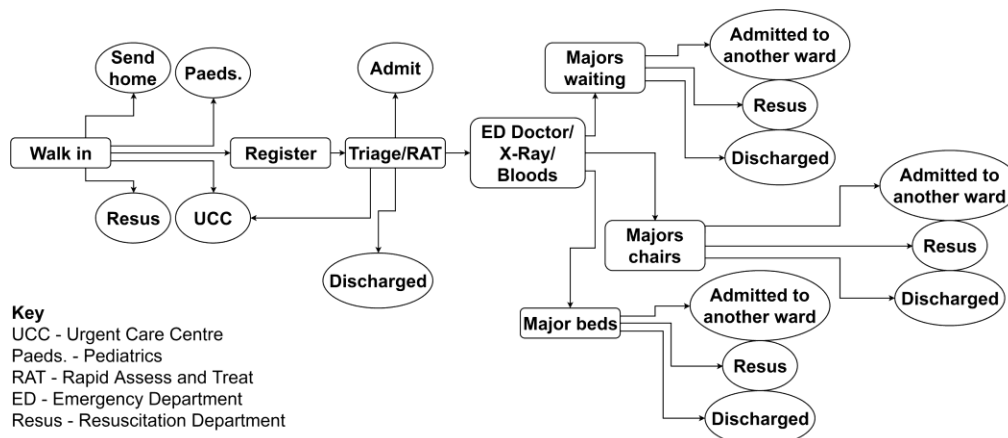 Walk in
Send
home
Paeds.
Resus
UCC
Register
Triage/RAT
Admit
Discharged
ED Doctor/
X-Ray/
Bloods
Majors
waiting
Admitted to
another ward
Resus
Discharged
Majors
chairs
Admitted to
another ward
Resus
Discharged
Major beds
Admitted to
another ward
Resus
Discharged
Key
UCC - Urgent Care Centre
Paeds. - Pediatrics
RAT - Rapid Assess and Treat
ED - Emergency Department
Resus - Resuscitation Department